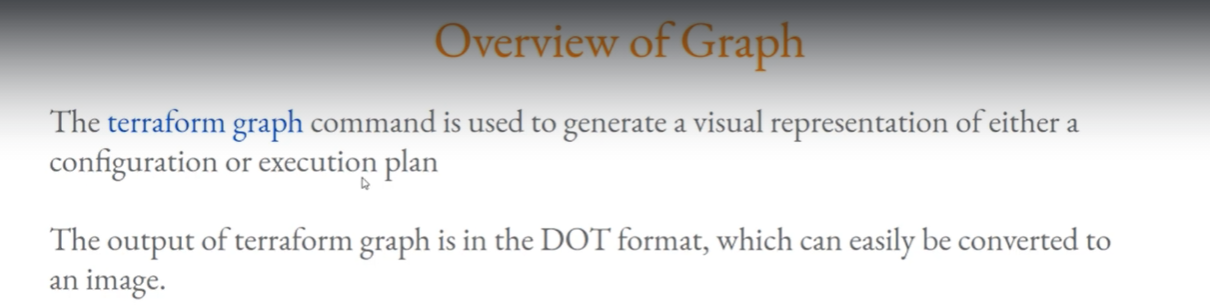 Overview of Graph
The terraform graph command is used to generate a visual representation of either a
configuration or execution plan
The output of terraform graph is in the DOT format, which can easily be converted to
an image.